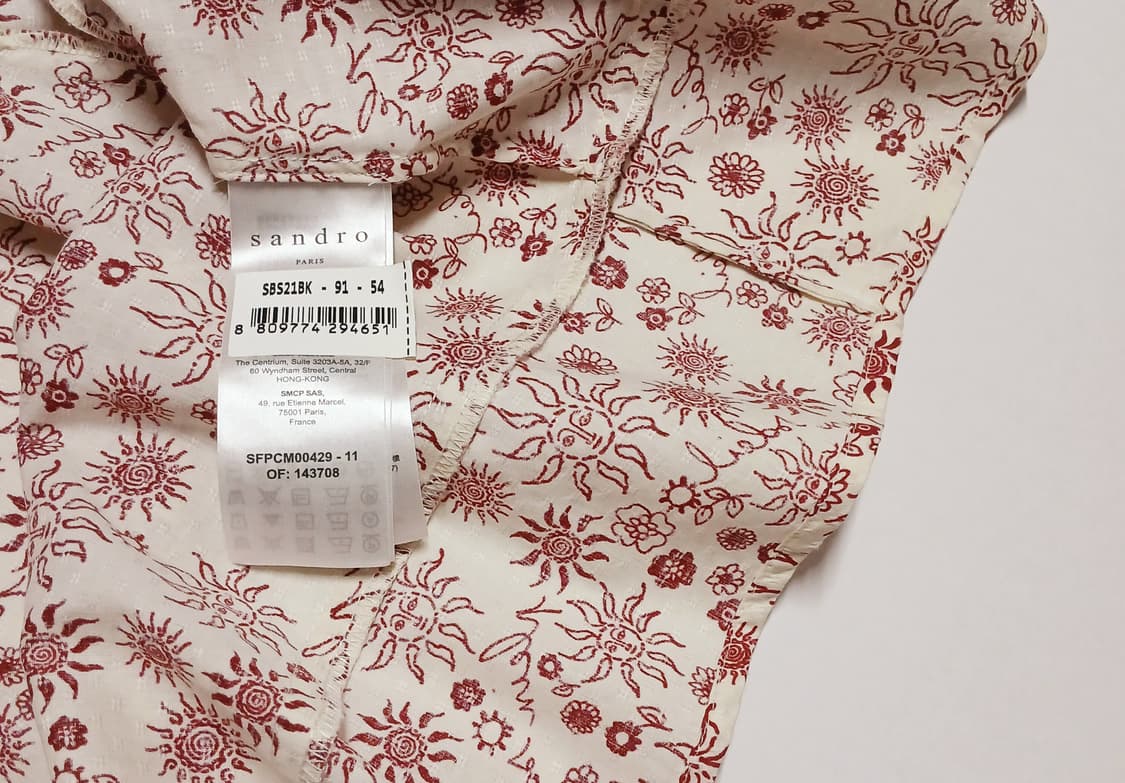 sandro
PARIS
SBS21BK - 91 - 54
8 809774 294651
The Centrium, Suite 3203A-5A, 32/F
60 Wyndham Street, Central
HONG-KONG
SMCP SAS,
49, rue Etienne Marcel,
75001 Paris,
France
SFPCM00429 - 11
OF: 143708